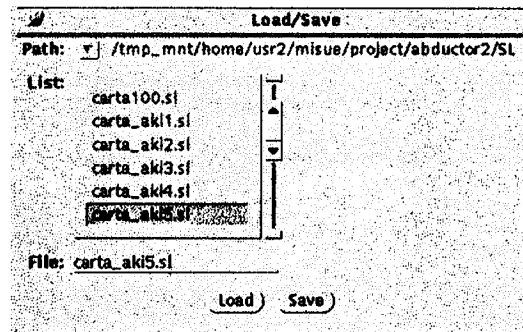 Load/Save
Path: /tmp_mnt/home/usr2/misue/project/abductor2/SL
List:
carta100.sl
carta_aki1.sl
carta_aki2.sl
carta_aki3.sl
carta_aki4.sl
carta_aki5.sl
File: carta_aki5.sl
Load Save